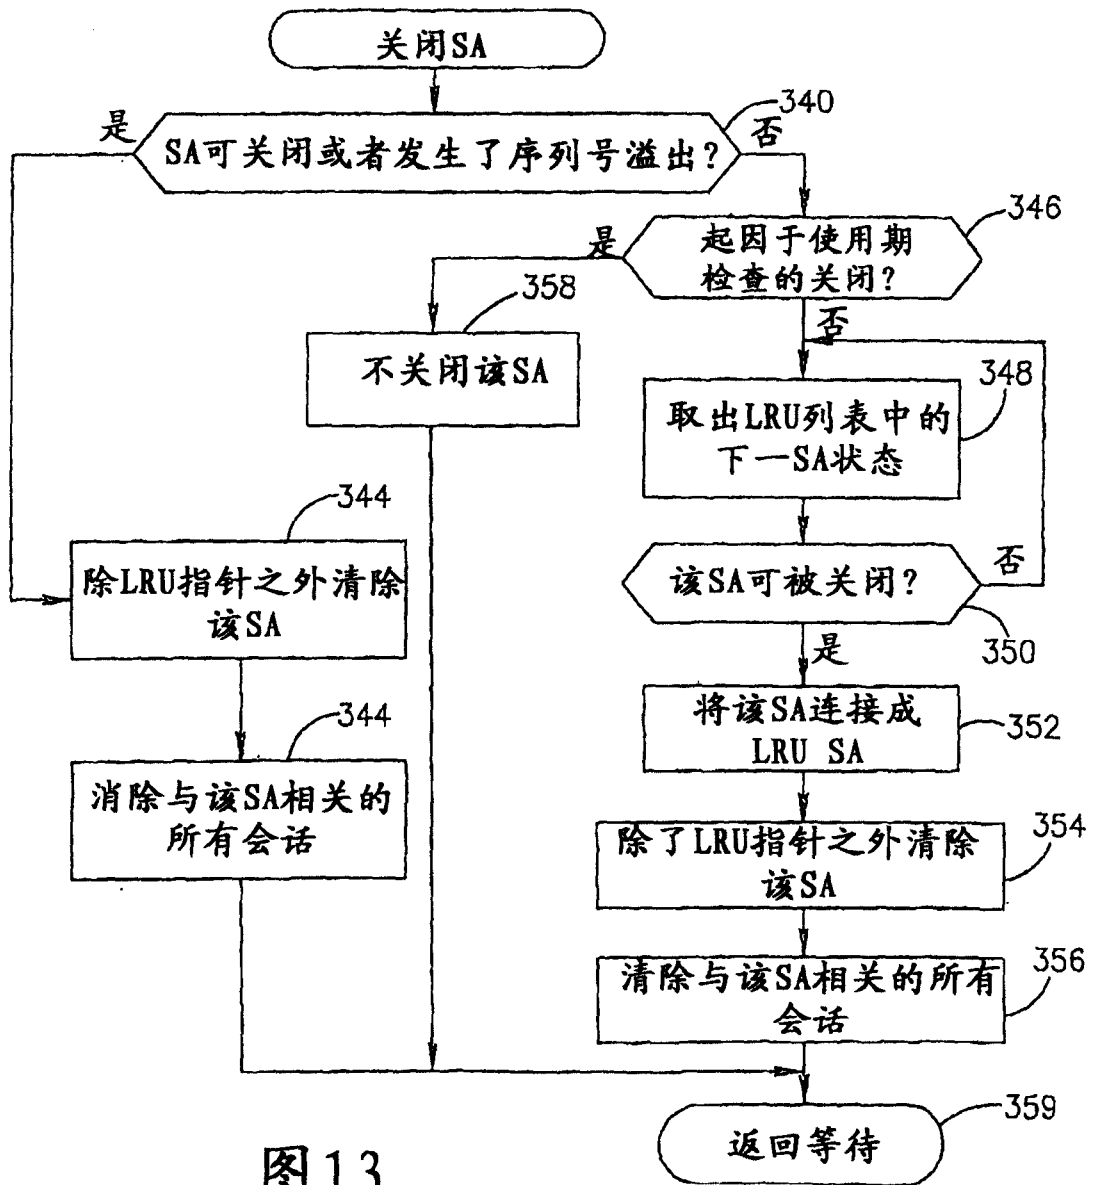 关闭SA
340
是
SA可关闭或者发生了序列号溢出?
否
346
是
起因于使用期
检查的关闭?
358
否
不关闭该SA
348
取出LRU列表中的
下一SA状态
344
除LRU指针之外清除
该SA
该SA可被关闭?
否
350
是
344
将该SA连接成
LRU SA
352
消除与该SA相关的
所有会话
354
除了LRU指针之外清除
该SA
356
清除与该SA相关的所有
会话
359
返回等待
图13